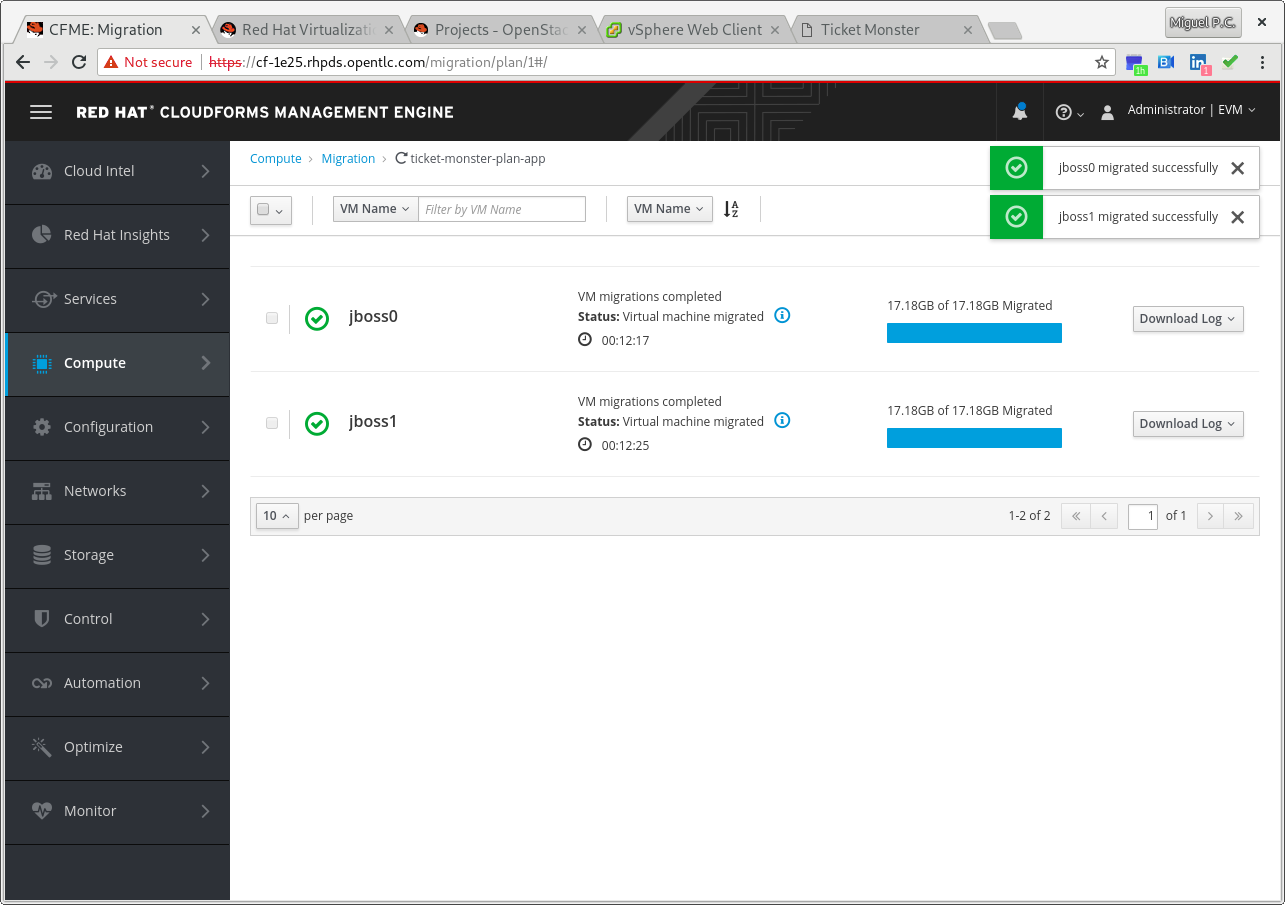 CFME: Migration
Red Hat Virtualizati
Projects - OpenStac
vSphere Web Client
Ticket Monster
Miguel P.C.
Not secure https://cf-1e25.rhpds.opentlc.com/migration/plan/1#/
1h
B
in
1
RED HAT® CLOUDFORMS MANAGEMENT ENGINE
Administrator | EVM
Cloud Intel
Red Hat Insights
Services
Compute
Configuration
Networks
Storage
Control
Automation
Optimize
Monitor
Compute > Migration > ticket-monster-plan-app
jboss0 migrated successfully
jboss1 migrated successfully
VM Name
Filter by VM Name
VM Name
A
Z
jboss0
VM migrations completed
Status: Virtual machine migrated
00:12:17
17.18GB of 17.18GB Migrated
Download Log
jboss1
VM migrations completed
Status: Virtual machine migrated
00:12:25
17.18GB of 17.18GB Migrated
Download Log
10 per page
1-2 of 2
« ‹ 1 of 1 › »